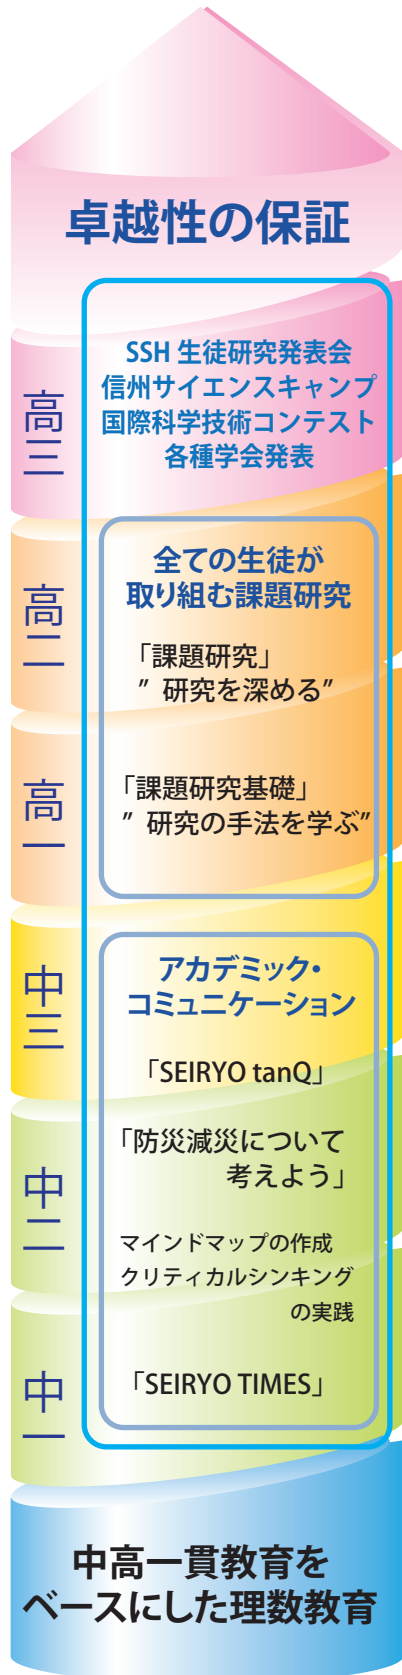 卓越性の保証
高三
SSH 生徒研究発表会
信州サイエンスキャンプ
国際科学技術コンテスト
各種学会発表
高二
全ての生徒が
取り組む課題研究
「課題研究」
”研究を深める”
高一
「課題研究基礎」
”研究の手法を学ぶ”
中三
アカデミック・
コミュニケーション
「SEIRYO tanQ」
中二
「防災減災について
考えよう」
マインドマップの作成
クリティカルシンキング
の実践
中一
「SEIRYO TIMES」
中高一貫教育を
ベースにした理数教育